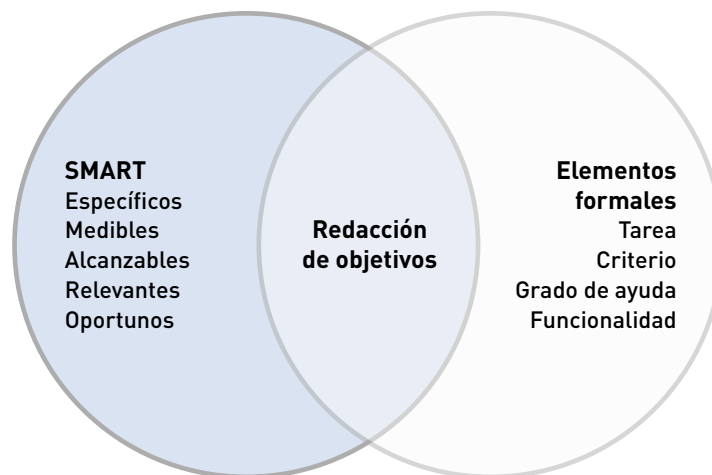 SMART
Específicos
Medibles
Alcanzables
Relevantes
Oportunos
Redacción
de objetivos
Elementos
formales
Tarea
Criterio
Grado de ayuda
Funcionalidad